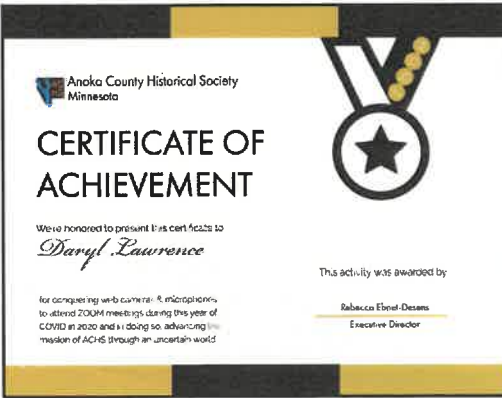 Anoka County Historical Society
Minnesota
CERTIFICATE OF
ACHIEVEMENT
We're honored to present this certificate to
Daryl Lawrence
for conquering web cameras & microphones
to attend ZOOM meetings during this year of
COVID in 2020 and in doing so, advancing the
mission of ACHS through an uncertain world
This activity was awarded by
Rebecca Ebnet-Desens
Executive Director